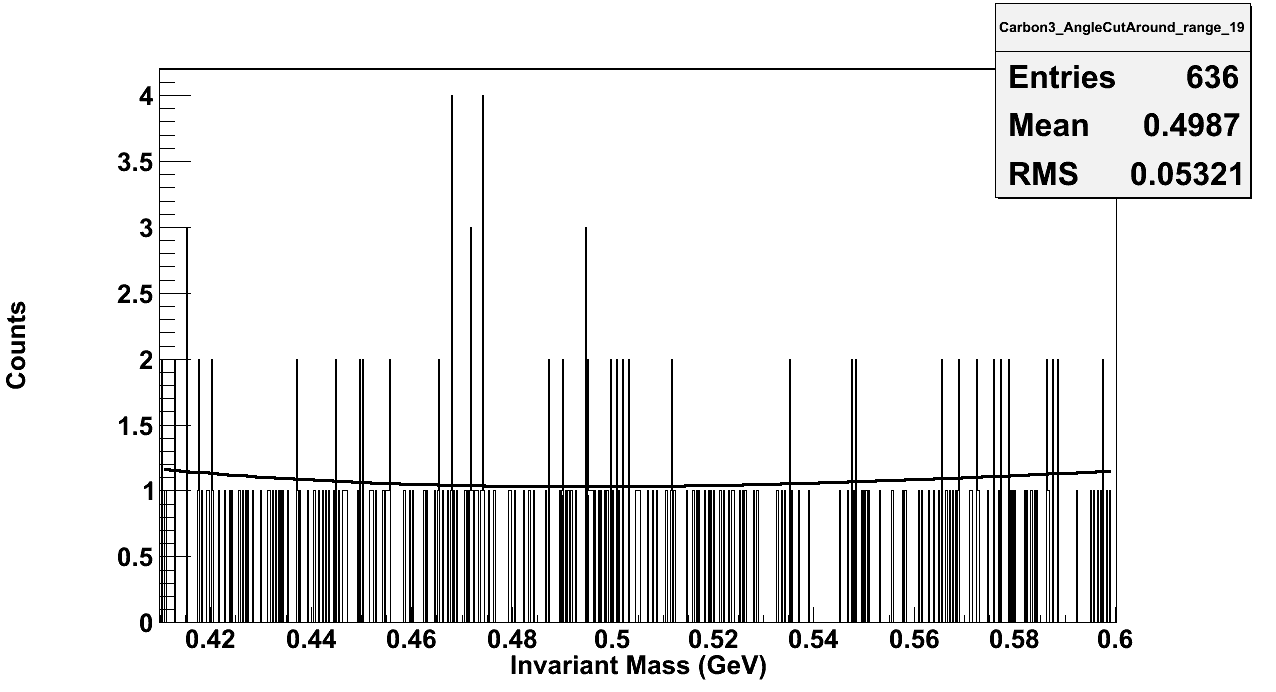 Carbon3_AngleCutAround_range_19
Entries 636
Mean 0.4987
RMS 0.05321
Counts
4
3.5
3
2.5
2
1.5
1
0.5
0
0.42 0.44 0.46 0.48 0.5 0.52 0.54 0.56 0.58 0.6
Invariant Mass (GeV)